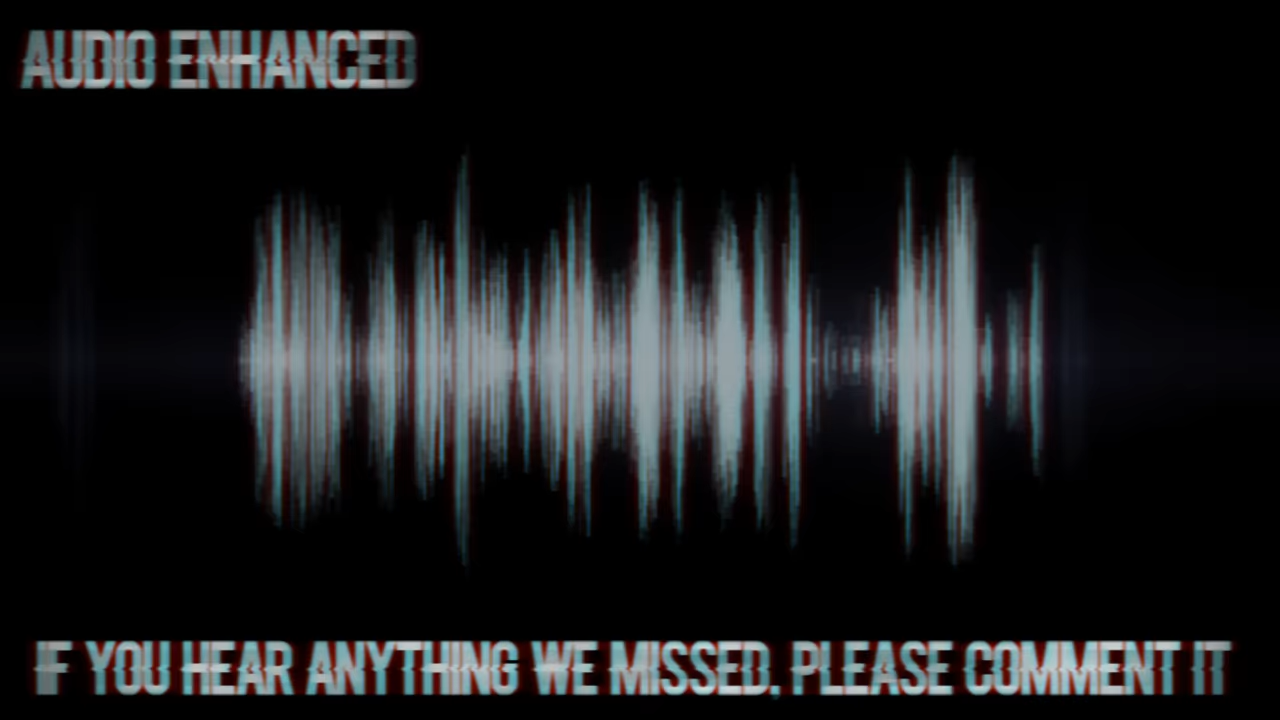 AUDIO ENHANCED
IF YOU HEAR ANYTHING WE MISSED, PLEASE COMMENT IT